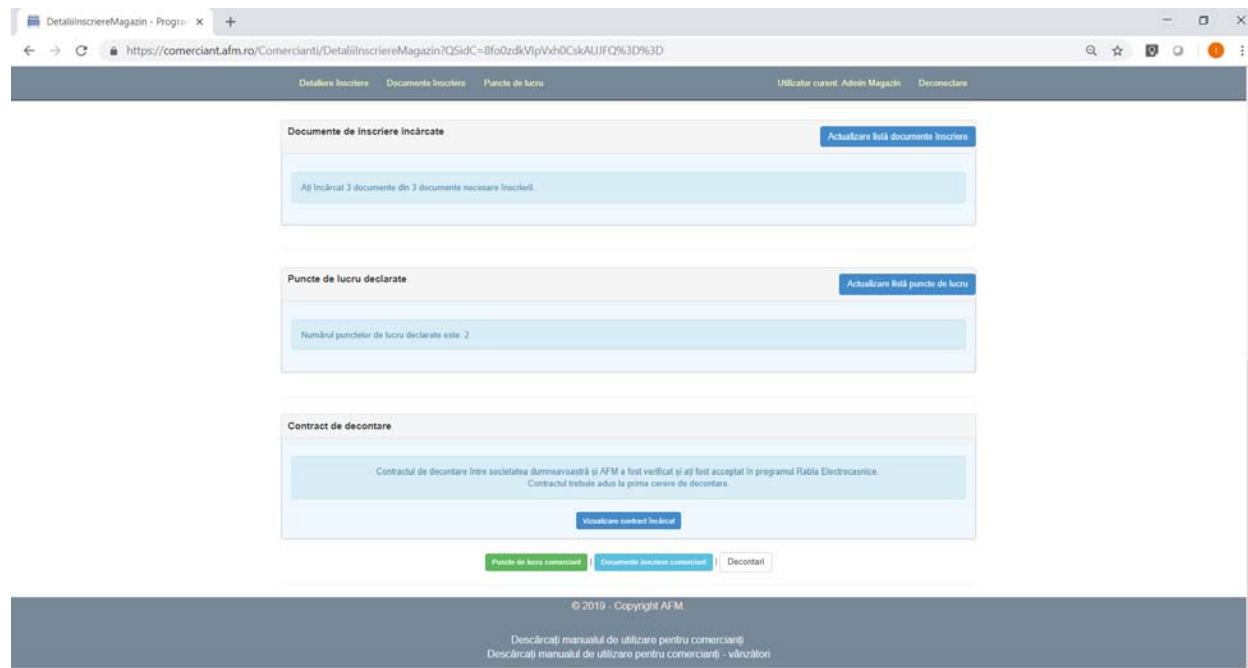 DetaliiInscriereMagazin - Progra
https://comerciant.afm.ro/Comercianti/DetaliiInscriereMagazin?QSidC=8fo0zdkVIpVxh0CskAUJFQ%3D%3D
Detaliere înscriere Documente înscriere Puncte de lucru Utilizator curent: Admin Magazin Deconectare
Documente de înscriere încărcate Actualizare listă documente înscriere
Ați încărcat 3 documente din 3 documente necesare înscrierii.
Puncte de lucru declarate Actualizare listă puncte de lucru
Numărul punctelor de lucru declarate este: 2
Contract de decontare
Contractul de decontare între societatea dumneavoastră și AFM a fost verificat și ați fost acceptat în programul Rabla Electrocasnice.
Contractul trebuie adus la prima cerere de decontare.
Vizualizare contract încărcat
Puncte de lucru comerciant | Documente înscriere comerciant | Decontari
© 2019 - Copyright AFM.
Descărcați manualul de utilizare pentru comercianți
Descărcați manualul de utilizare pentru comercianți - vânzători